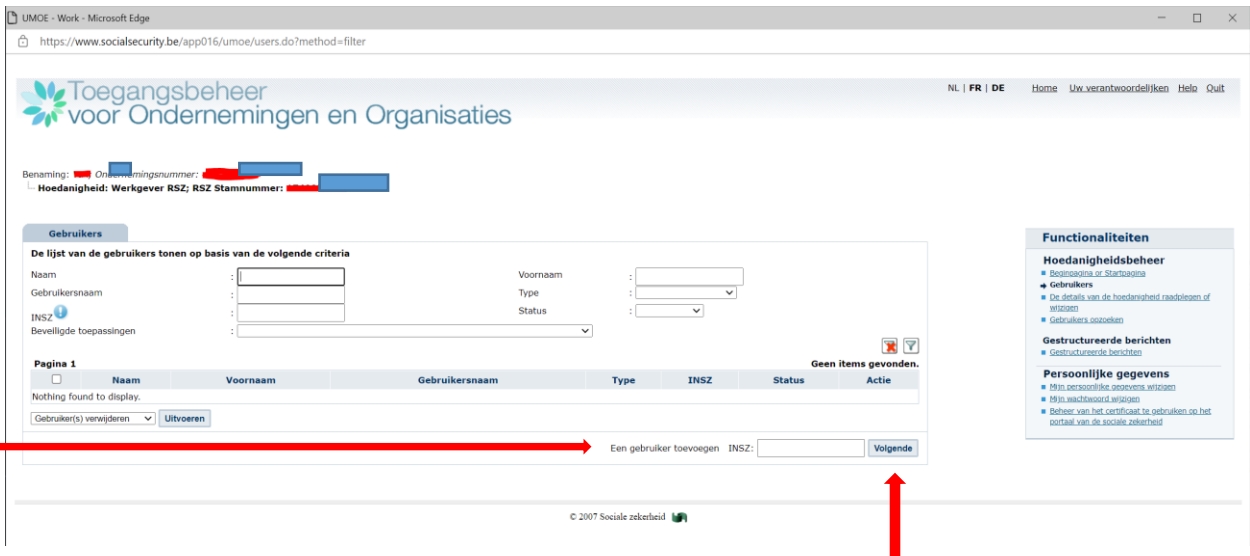 UMOE - Work - Microsoft Edge
https://www.socialsecurity.be/app016/umoe/users.do?method=filter
Toegangsbeheer
voor Ondernemingen en Organisaties
NL | FR | DE Home Uw verantwoordelijken Help Quit
Benaming: Ondernemingsnummer:
Hoedanigheid: Werkgever RSZ; RSZ Stamnummer:
Gebruikers
De lijst van de gebruikers tonen op basis van de volgende criteria
Naam : Voornaam :
Gebruikersnaam : Type :
INSZ : Status :
Beveiligde toepassingen :
Pagina 1 Geen items gevonden.
Naam Voornaam Gebruikersnaam Type INSZ Status Actie
Nothing found to display.
Gebruiker(s) verwijderen Uitvoeren
Een gebruiker toevoegen INSZ: Volgende
Functionaliteiten
Hoedanigheidsbeheer
Beginpagina or Startpagina
Gebruikers
De details van de hoedanigheid raadplegen of
wijzigen
Gebruikers opzoeken
Gestructureerde berichten
Gestructureerde berichten
Persoonlijke gegevens
Mijn persoonlijke gegevens wijzigen
Mijn wachtwoord wijzigen
Beheer van het certificaat te gebruiken op het
portaal van de sociale zekerheid
© 2007 Sociale zekerheid